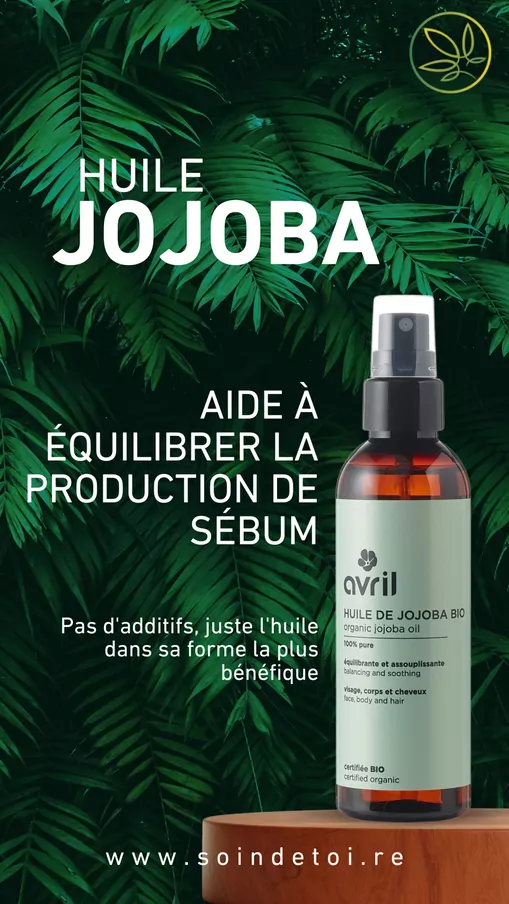 HUILE
JOJOBA
AIDE À
ÉQUILIBRER LA
PRODUCTION DE
SÉBUM
Pas d'additifs, juste l'huile
dans sa forme la plus
bénéfique
avril
HUILE DE JOJOBA BIO
organic jojoba oil
100% pure
équilibrante et assouplissante
balancing and soothing
visage, corps et cheveux
face, body and hair
certifiée BIO
certified organic
www.soindetoi.re